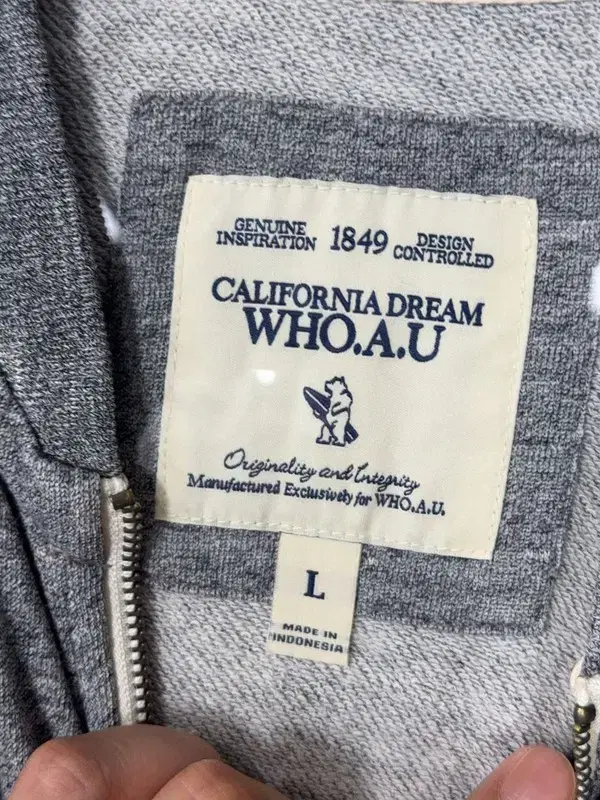 GENUINE INSPIRATION 1849 DESIGN CONTROLLED
CALIFORNIA DREAM
WHO.A.U
Originality and Integrity
Manufactured Exclusively for WHO.A.U.
L
MADE IN
INDONESIA